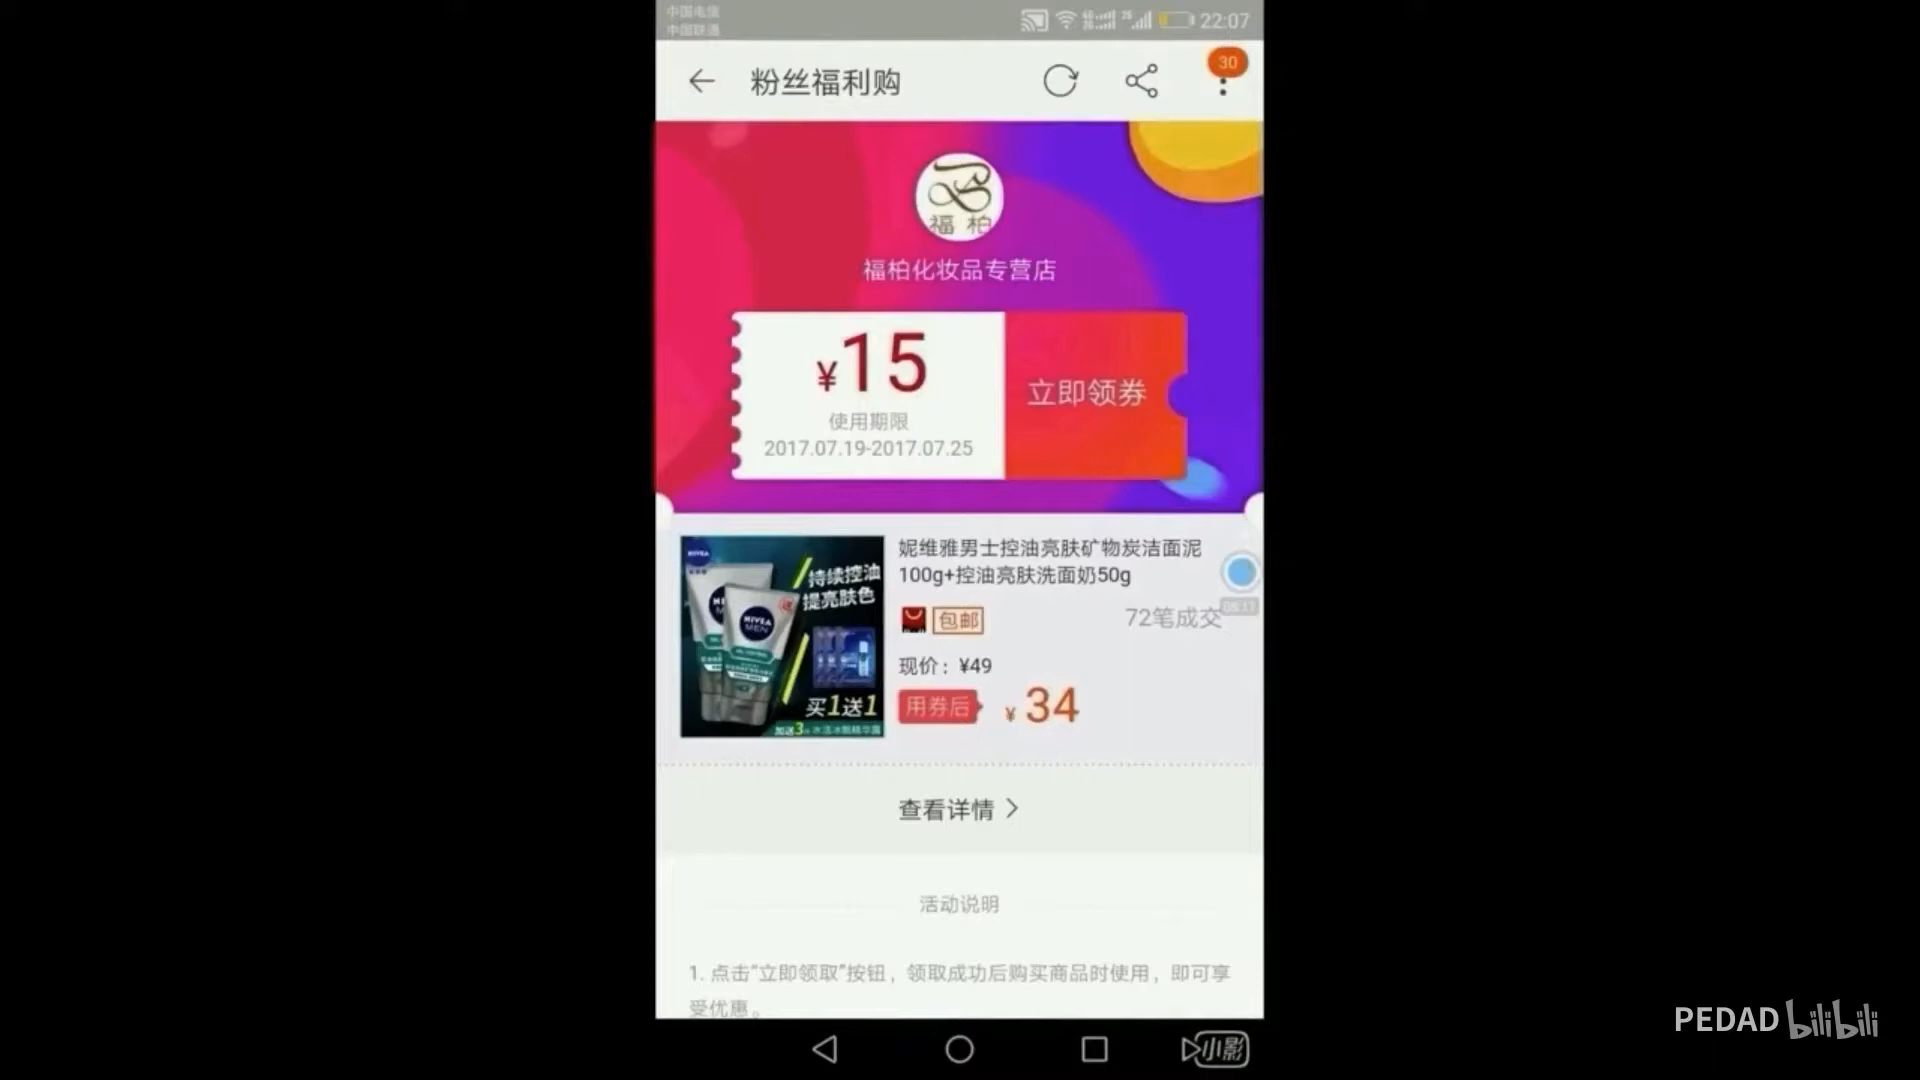 中国电信
中国联通
22:07
粉丝福利购
30
福柏
福柏化妆品专营店
¥15
使用期限
2017.07.19-2017.07.25
立即领券
妮维雅男士控油亮肤矿物炭洁面泥
100g+控油亮肤洗面奶50g
包邮
72笔成交
现价：¥49
用券后 ¥34
NIVEA
持续控油
提亮肤色
NIVEA
MEN
买1送1
查看详情
活动说明
1. 点击“立即领取”按钮，领取成功后购买商品时使用，即可享
受优惠。
小影
PEDAD bilibili